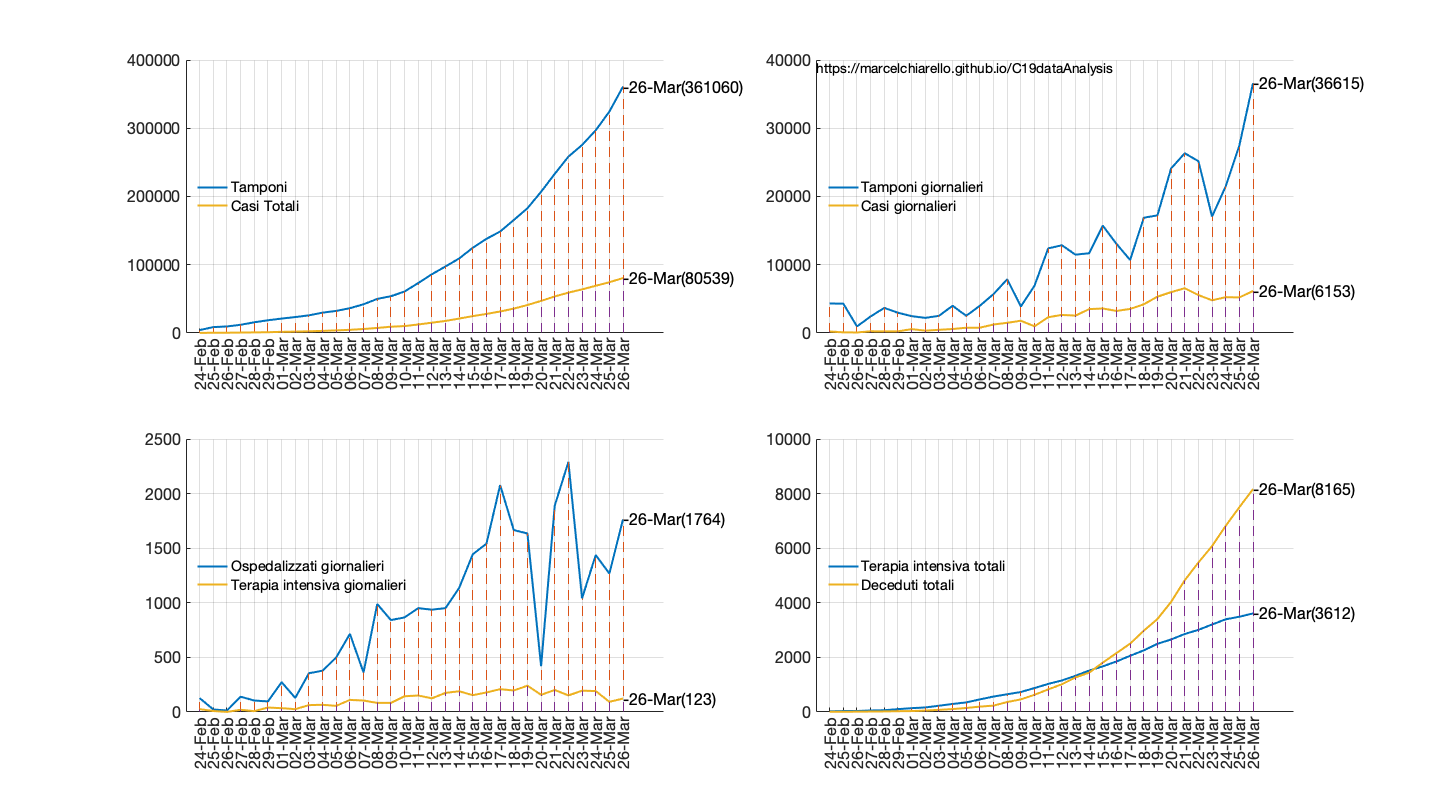 400000
300000
200000
100000
0
Tamponi
Casi Totali
26-Mar(361060)
26-Mar(80539)
24-Feb
25-Feb
26-Feb
27-Feb
28-Feb
29-Feb
01-Mar
02-Mar
03-Mar
04-Mar
05-Mar
06-Mar
07-Mar
08-Mar
09-Mar
10-Mar
11-Mar
12-Mar
13-Mar
14-Mar
15-Mar
16-Mar
17-Mar
18-Mar
19-Mar
20-Mar
21-Mar
22-Mar
23-Mar
24-Mar
25-Mar
26-Mar
https://marcelchiarello.github.io/C19dataAnalysis
40000
30000
20000
10000
0
Tamponi giornalieri
Casi giornalieri
26-Mar(36615)
26-Mar(6153)
24-Feb
25-Feb
26-Feb
27-Feb
28-Feb
29-Feb
01-Mar
02-Mar
03-Mar
04-Mar
05-Mar
06-Mar
07-Mar
08-Mar
09-Mar
10-Mar
11-Mar
12-Mar
13-Mar
14-Mar
15-Mar
16-Mar
17-Mar
18-Mar
19-Mar
20-Mar
21-Mar
22-Mar
23-Mar
24-Mar
25-Mar
26-Mar
2500
2000
1500
1000
500
0
Ospedalizzati giornalieri
Terapia intensiva giornalieri
26-Mar(1764)
26-Mar(123)
24-Feb
25-Feb
26-Feb
27-Feb
28-Feb
29-Feb
01-Mar
02-Mar
03-Mar
04-Mar
05-Mar
06-Mar
07-Mar
08-Mar
09-Mar
10-Mar
11-Mar
12-Mar
13-Mar
14-Mar
15-Mar
16-Mar
17-Mar
18-Mar
19-Mar
20-Mar
21-Mar
22-Mar
23-Mar
24-Mar
25-Mar
26-Mar
10000
8000
6000
4000
2000
0
Terapia intensiva totali
Deceduti totali
26-Mar(8165)
26-Mar(3612)
24-Feb
25-Feb
26-Feb
27-Feb
28-Feb
29-Feb
01-Mar
02-Mar
03-Mar
04-Mar
05-Mar
06-Mar
07-Mar
08-Mar
09-Mar
10-Mar
11-Mar
12-Mar
13-Mar
14-Mar
15-Mar
16-Mar
17-Mar
18-Mar
19-Mar
20-Mar
21-Mar
22-Mar
23-Mar
24-Mar
25-Mar
26-Mar